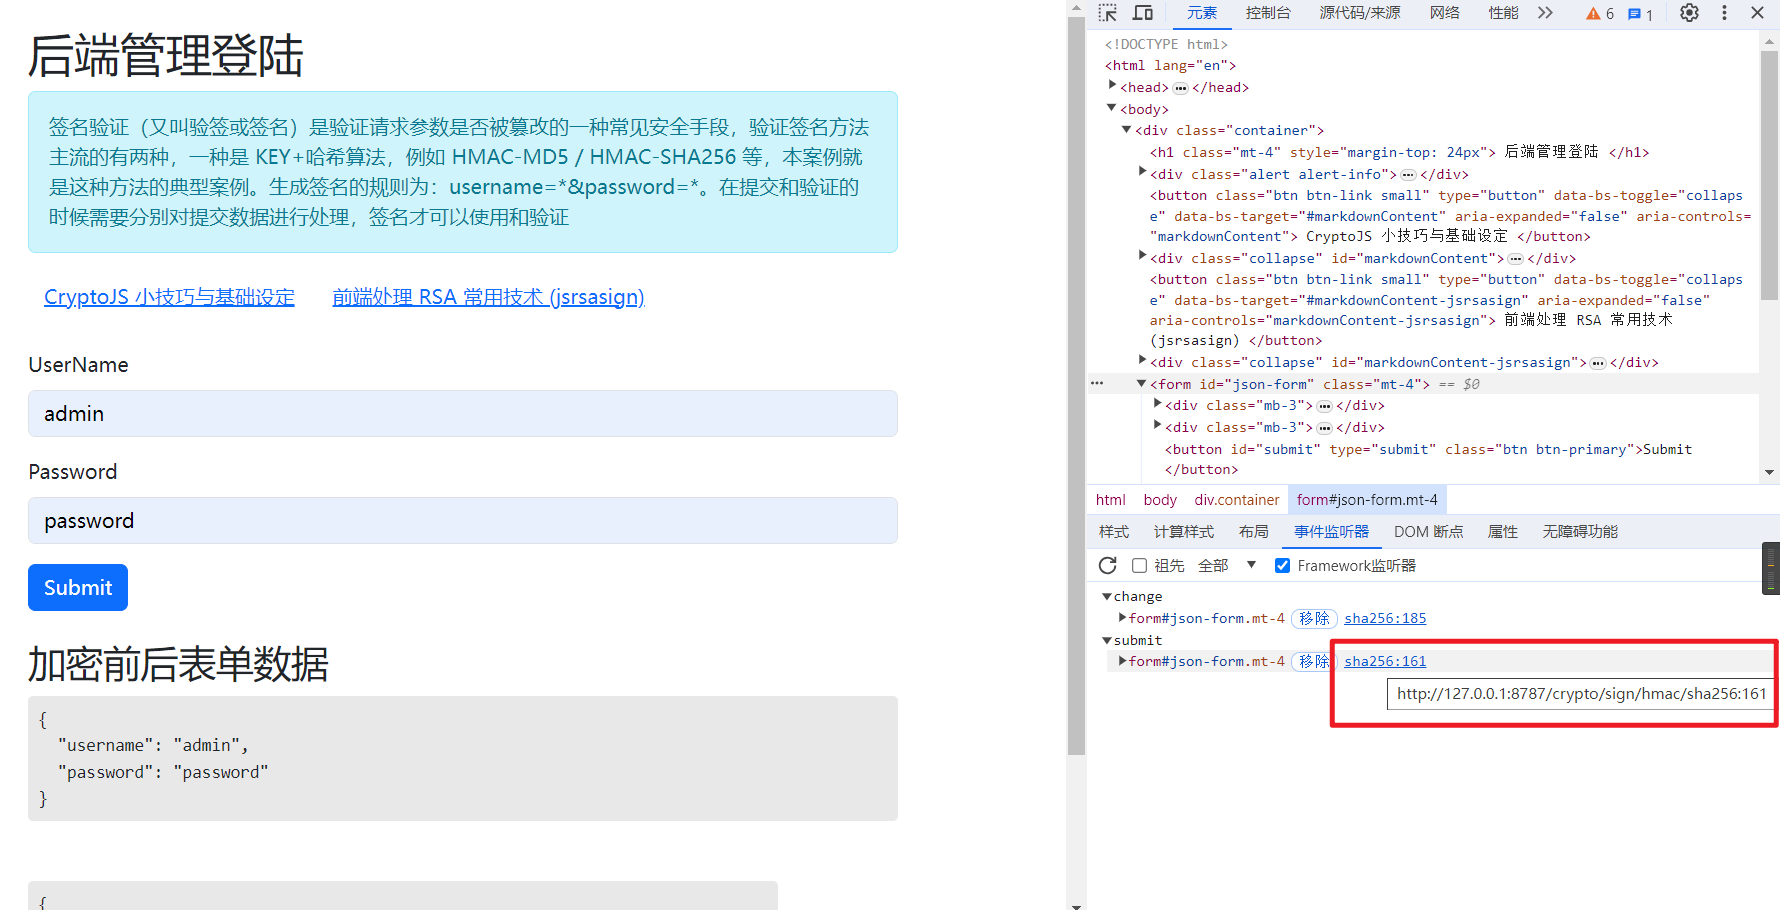 后端管理登陆
签名验证（又叫验签或签名）是验证请求参数是否被篡改的一种常见安全手段，验证签名方法
主流的有两种，一种是 KEY+哈希算法，例如 HMAC-MD5 / HMAC-SHA256 等，本案例就
是这种方法的典型案例。生成签名的规则为：username=*&password=*。在提交和验证的
时候需要分别对提交数据进行处理，签名才可以使用和验证
CryptoJS 小技巧与基础设定 前端处理 RSA 常用技术 (jsrsasign)
UserName
admin
Password
password
Submit
加密前后表单数据
{
"username": "admin",
"password": "password"
}
{
元素 控制台 源代码/来源 网络 性能 6 1
<!DOCTYPE html>
<html lang="en">
<head> </head>
<body>
<div class="container">
<h1 class="mt-4" style="margin-top: 24px"> 后端管理登陆 </h1>
<div class="alert alert-info"> </div>
<button class="btn btn-link small" type="button" data-bs-toggle="collaps
e" data-bs-target="#markdownContent" aria-expanded="false" aria-controls=
"markdownContent"> CryptoJS 小技巧与基础设定 </button>
<div class="collapse" id="markdownContent"> </div>
<button class="btn btn-link small" type="button" data-bs-toggle="collaps
e" data-bs-target="#markdownContent-jsrsasign" aria-expanded="false"
aria-controls="markdownContent-jsrsasign"> 前端处理 RSA 常用技术
(jsrsasign) </button>
<div class="collapse" id="markdownContent-jsrsasign"> </div>
<form id="json-form" class="mt-4"> == $0
<div class="mb-3"> </div>
<div class="mb-3"> </div>
<button id="submit" type="submit" class="btn btn-primary">Submit
</button>
html body div.container form#json-form.mt-4
样式 计算样式 布局 事件监听器 DOM 断点 属性 无障碍功能
祖先 全部 Framework监听器
change
form#json-form.mt-4 移除 sha256:185
submit
form#json-form.mt-4 移除 sha256:161
http://127.0.0.1:8787/crypto/sign/hmac/sha256:161